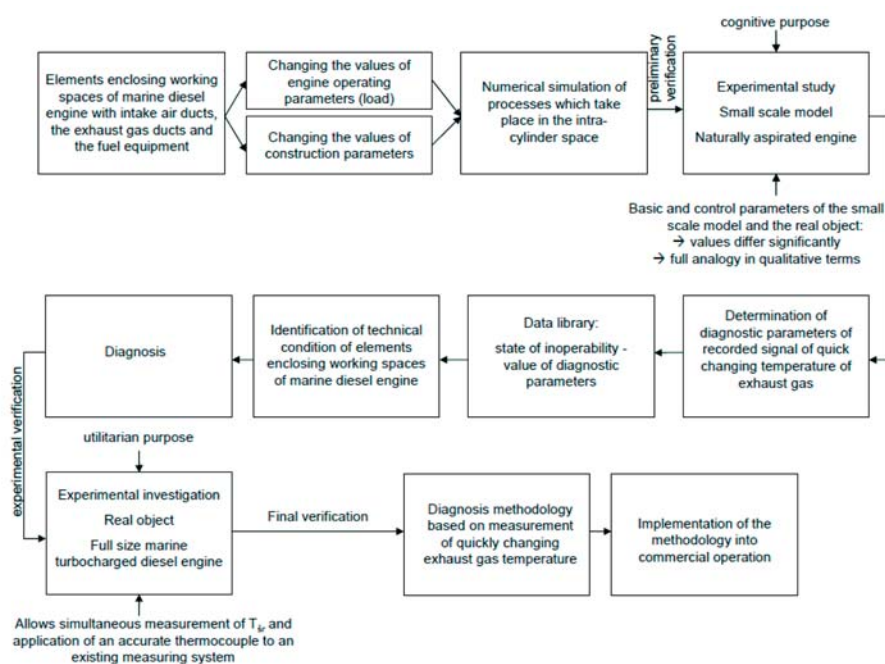 cognitive purpose
Elements enclosing working
spaces of marine diesel
engine with intake air ducts,
the exhaust gas ducts and
the fuel equipment
Changing the values of
engine operating
parameters (load)
Changing the values of
construction parameters
Numerical simulation of
processes which take
place in the intra-
cylinder space
preliminary
verification
Experimental study
Small scale model
Naturally aspirated engine
Basic and control parameters of the small
scale model and the real object:
→ values differ significantly
→ full analogy in qualitative terms
Determination of
diagnostic parameters of
recorded signal of quick
changing temperature of
exhaust gas
Data library:
state of inoperability -
value of diagnostic
parameters
Identification of technical
condition of elements
enclosing working spaces
of marine diesel engine
Diagnosis
experimental verification
utilitarian purpose
Experimental investigation
Real object
Full size marine
turbocharged diesel engine
Final verification
Diagnosis methodology
based on measurement
of quickly changing
exhaust gas temperature
Implementation of the
methodology into
commercial operation
Allows simultaneous measurement of and
application of an accurate thermocouple to an
existing measuring system